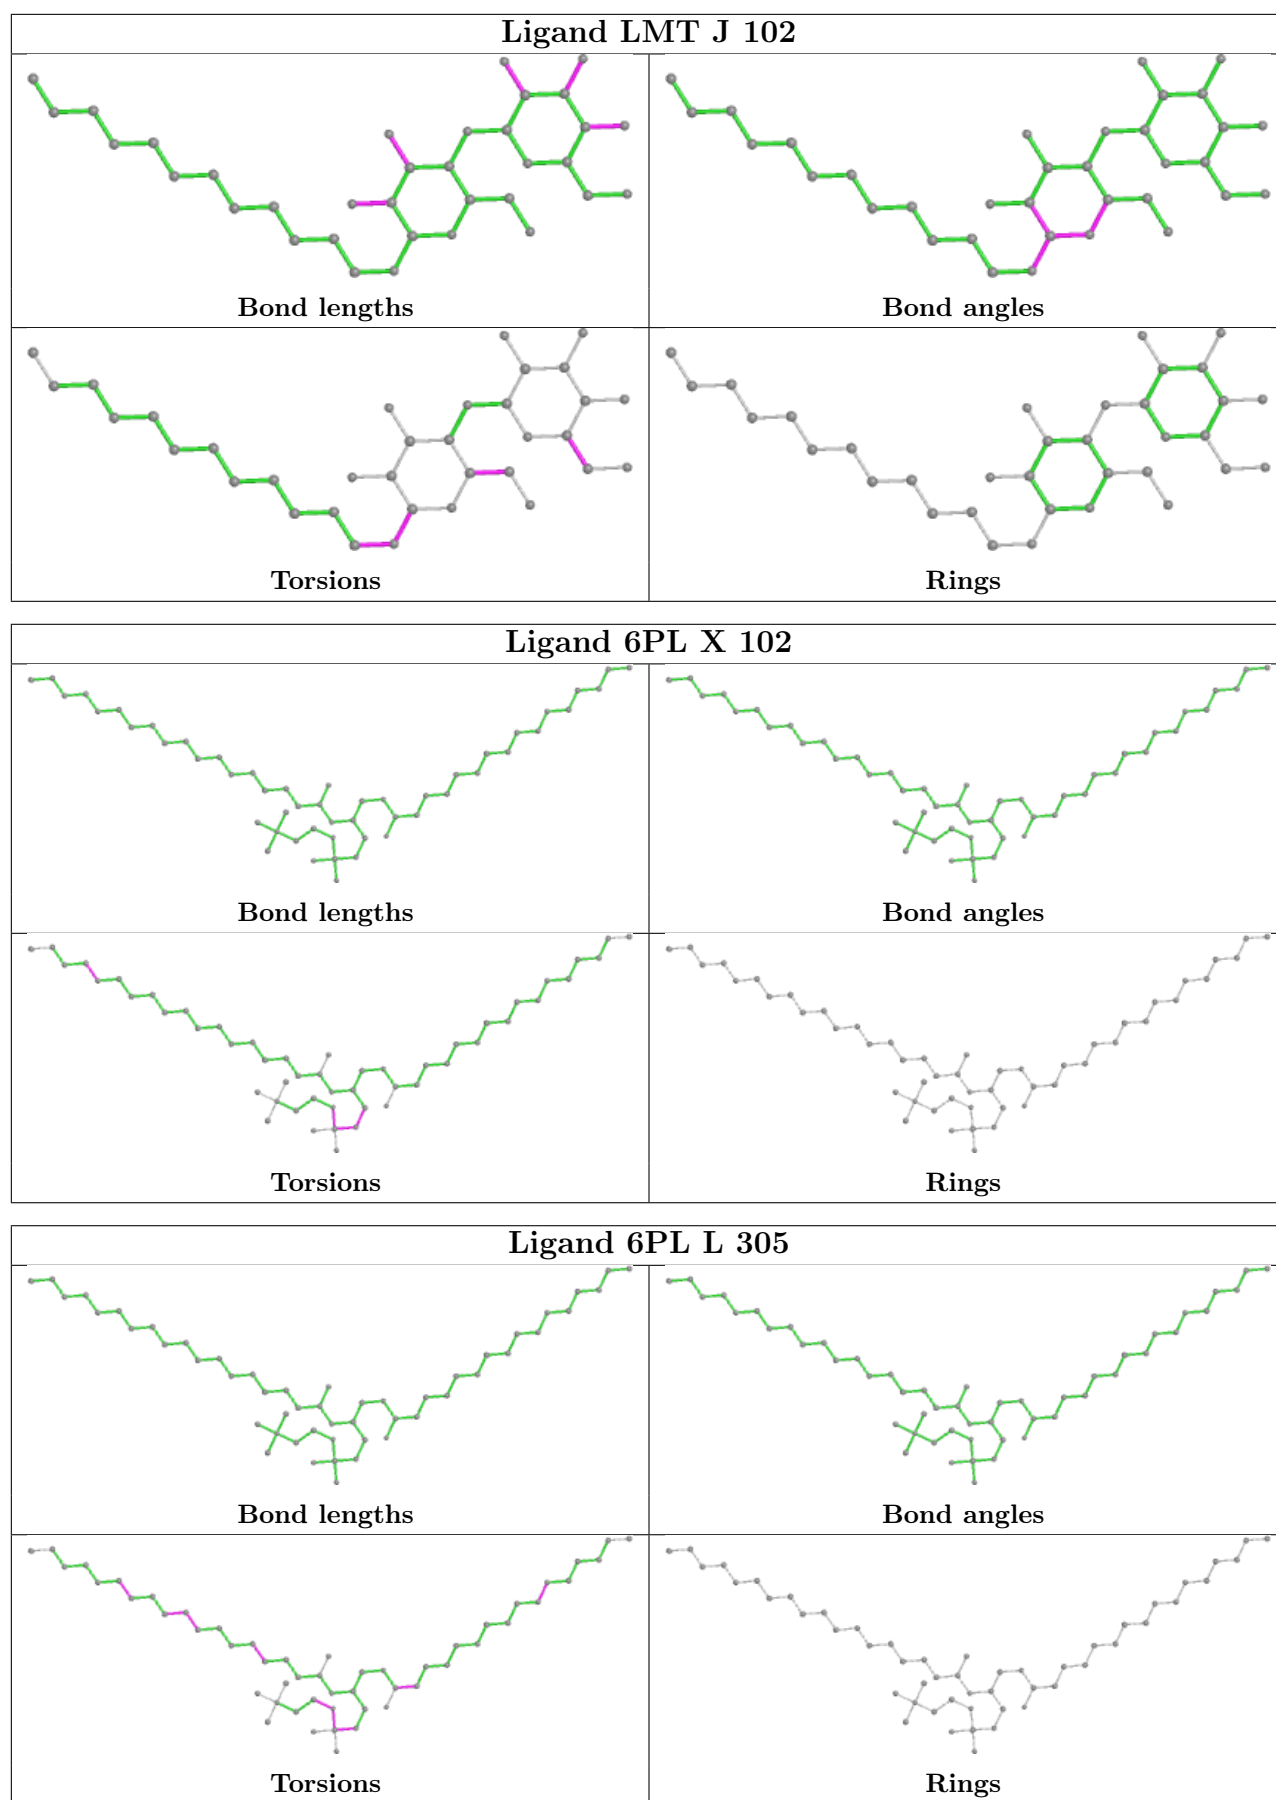 Ligand LMT J 102
Bond lengths
Bond angles
Torsions
Rings
Ligand 6PL X 102
Bond lengths
Bond angles
Torsions
Rings
Ligand 6PL L 305
Bond lengths
Bond angles
Torsions
Rings